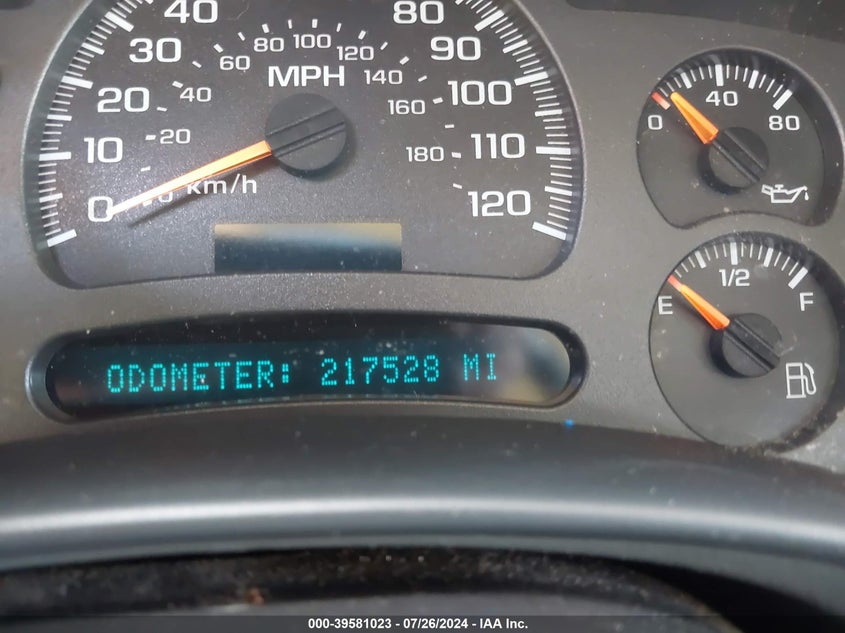 0 10 20 30 40 80 90 100 110 120
MPH
20 40 60 80 100 120 140 160 180
km/h
0 40 80
E 1/2 F
ODOMETER: 217528 MI
000-39581023 / 07/26/2024 - IAA Inc.